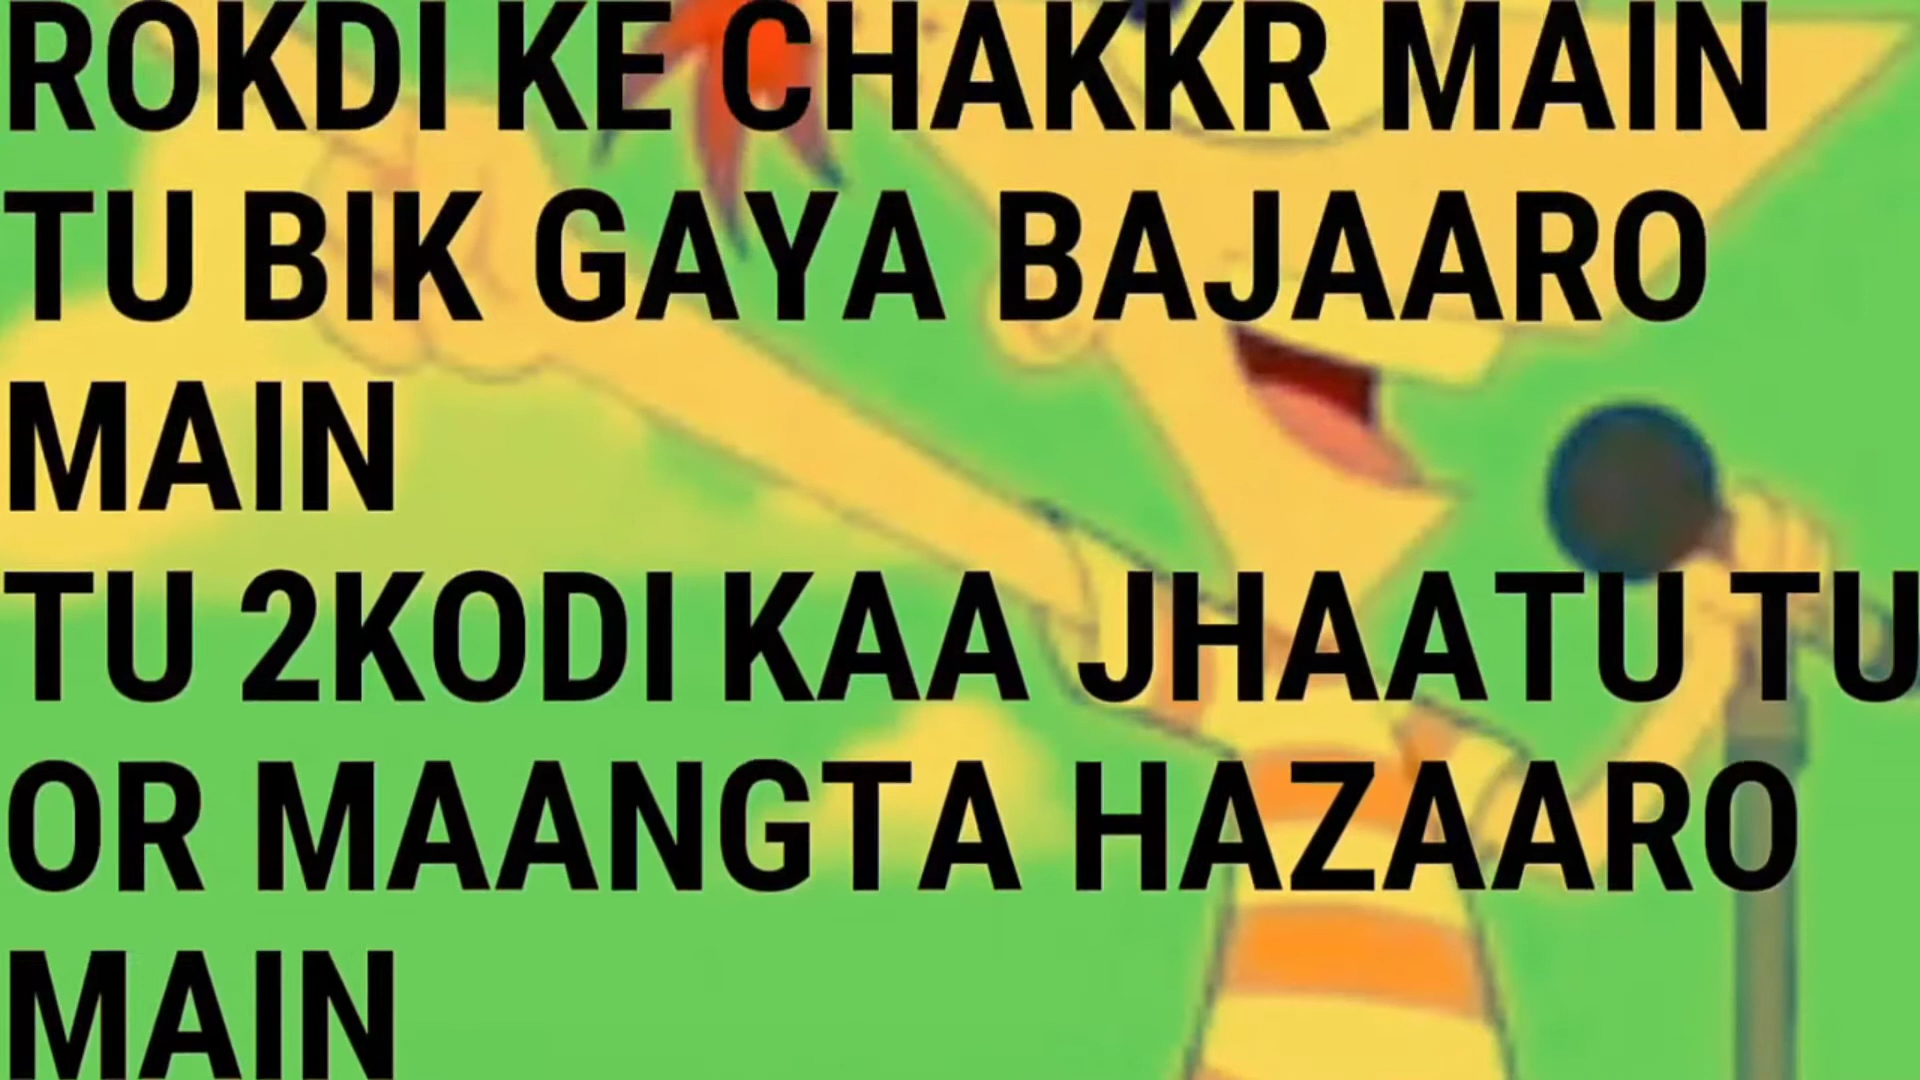 ROKDI KE CHAKKR MAIN
TU BIK GAYA BAJAARO
MAIN
TU 2KODI KAA JHAATU TU
OR MAANGTA HAZAARO
MAIN